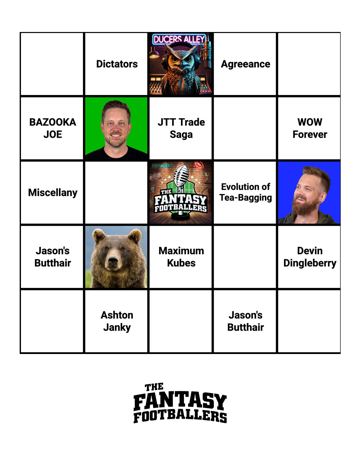 DUCERS ALLEY
Dictators
Agreeance
BAZOOKA
JOE
JTT Trade
Saga
WOW
Forever
Miscellany
THE
FANTASY
FOOTBALLERS
Evolution of
Tea-Bagging
Jason's
Butthair
Maximum
Kubes
Devin
Dingleberry
Ashton
Janky
Jason's
Butthair
THE
FANTASY
FOOTBALLERS